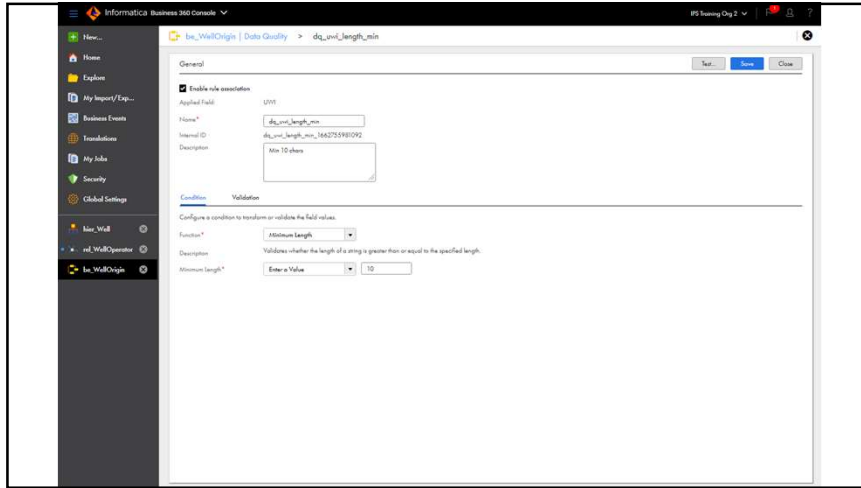 Informatica Business 360 Console
IPS Training Org 2
?
New...
be_WellOrigin | Data Quality > dq_uwi_length_min
Home
General
Test...
Save
Close
Explore
My Import/Exp...
Enable rule association
Applied Field: UWI
Business Events
Name* dq_uwi_length_min
Translations
Internal ID : dq_uwi_length_min_1662755981092
Description Min 10 chars
My Jobs
Security
Global Settings
Condition Validation
Configure a condition to transform or validate the field values.
hier_Well
Function* Minimum Length
rel_WellOperator
Description Validates whether the length of a string is greater than or equal to the specified length.
be_WellOrigin
Minimum Length* Enter a Value 10